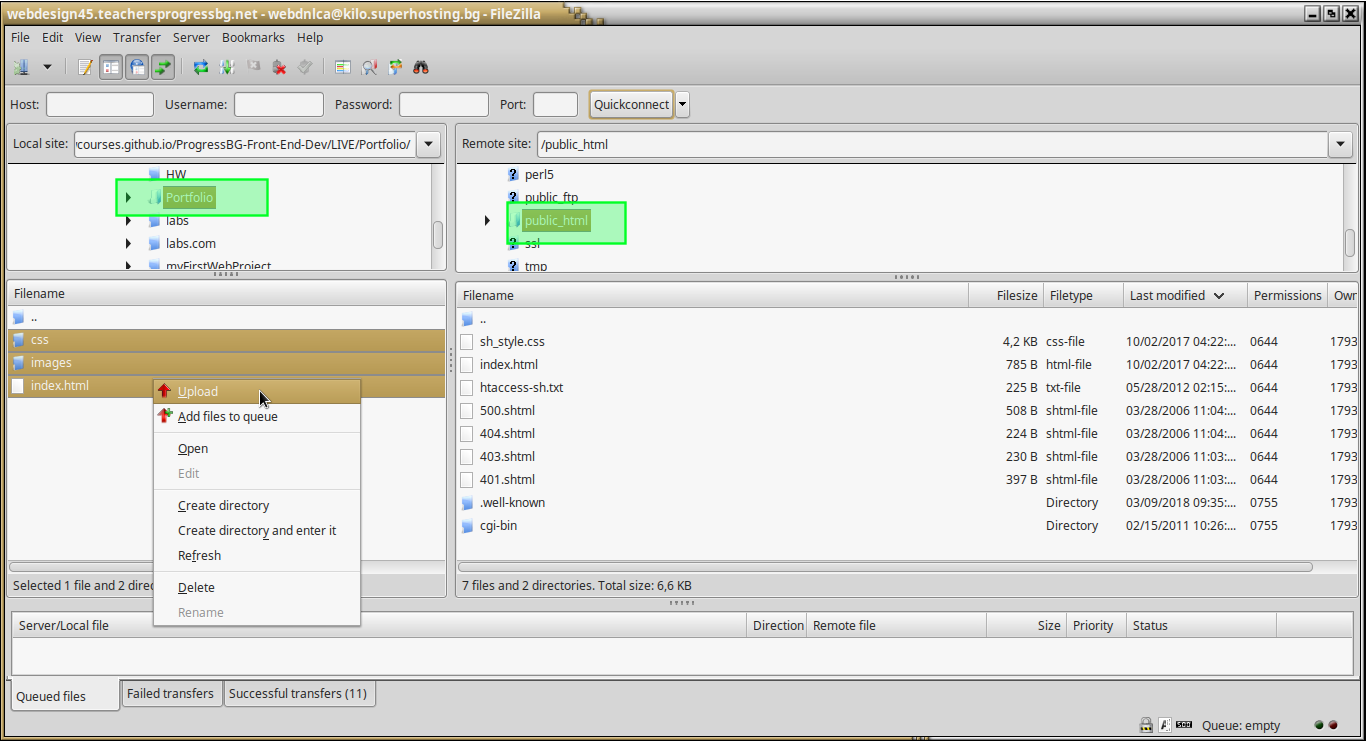 webdesign45.teachersprogressbg.net - webdnlca@kilo.superhosting.bg - FileZilla
File Edit View Transfer Server Bookmarks Help
Host: Username: Password: Port: Quickconnect
Local site: courses.github.io/ProgressBG-Front-End-Dev/LIVE/Portfolio/
HW
Portfolio
labs
labs.com
myFirstWebProject
Remote site: /public_html
perl5
public_ftp
public_html
ssl
tmp
Filename
..
css
images
index.html
Selected 1 file and 2 direc
Upload
Add files to queue
Open
Edit
Create directory
Create directory and enter it
Refresh
Delete
Rename
Filename Filesize Filetype Last modified Permissions Own
..
sh_style.css 4,2 KB css-file 10/02/2017 04:22:... 0644 1793
index.html 785 B html-file 10/02/2017 04:22:... 0644 1793
htaccess-sh.txt 225 B txt-file 05/28/2012 02:15:... 0644 1793
500.shtml 508 B shtml-file 03/28/2006 11:04:... 0644 1793
404.shtml 224 B shtml-file 03/28/2006 11:04:... 0644 1793
403.shtml 230 B shtml-file 03/28/2006 11:03:... 0644 1793
401.shtml 397 B shtml-file 03/28/2006 11:03:... 0644 1793
.well-known Directory 03/09/2018 09:35:... 0755 1793
cgi-bin Directory 02/15/2011 10:26:... 0755 1793
7 files and 2 directories. Total size: 6,6 KB
Server/Local file Direction Remote file Size Priority Status
Queued files Failed transfers Successful transfers (11)
Queue: empty